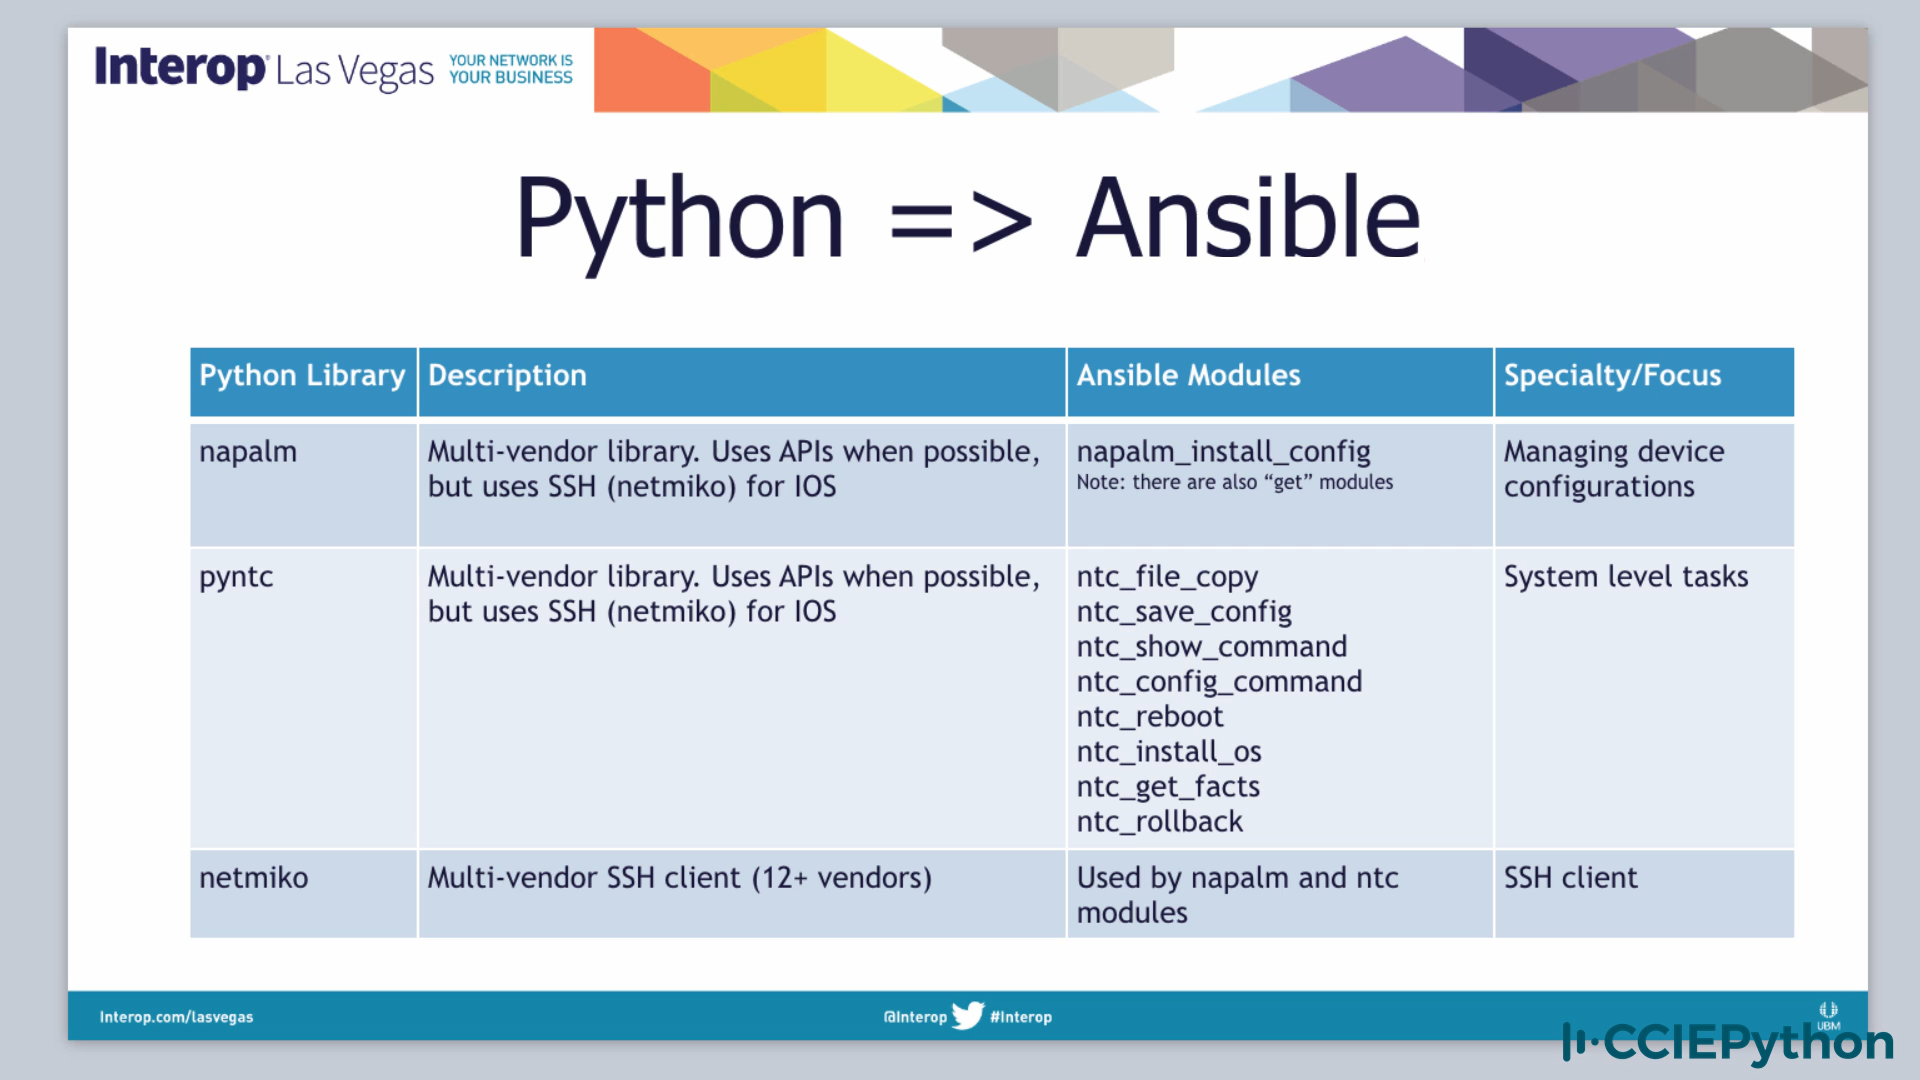 Interop Las Vegas
YOUR NETWORK IS
YOUR BUSINESS
Python => Ansible
Python Library
Description
Ansible Modules
Specialty/Focus
napalm
Multi-vendor library. Uses APIs when possible,
but uses SSH (netmiko) for IOS
napalm_install_config
Note: there are also “get” modules
Managing device
configurations
pyntc
Multi-vendor library. Uses APIs when possible,
but uses SSH (netmiko) for IOS
ntc_file_copy
ntc_save_config
ntc_show_command
ntc_config_command
ntc_reboot
ntc_install_os
ntc_get_facts
ntc_rollback
System level tasks
netmiko
Multi-vendor SSH client (12+ vendors)
Used by napalm and ntc
modules
SSH client
Interop.com/lasvegas
@Interop
#Interop
UBM
CCIEPython